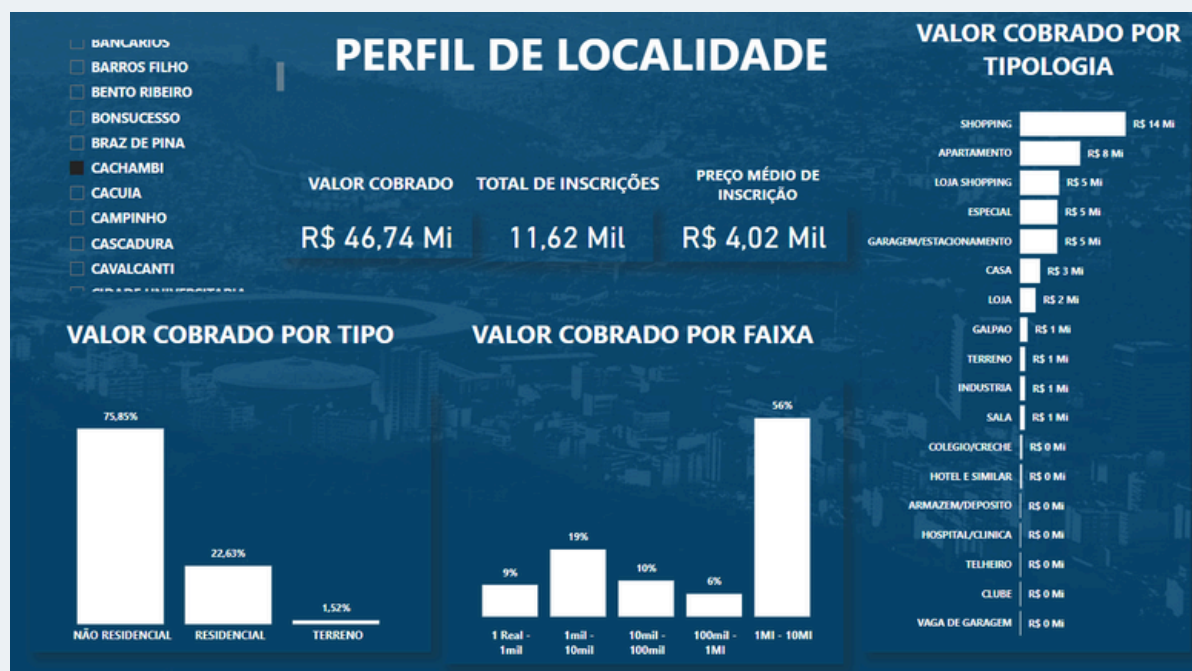 BANCARIOS
BARROS FILHO
BENTO RIBEIRO
BONSUCESSO
BRAZ DE PINA
CACHAMBI
CACUIA
CAMPINHO
CASCADURA
CAVALCANTI
CIDADE UNIVERSITARIA
PERFIL DE LOCALIDADE
VALOR COBRADO
R$ 46,74 Mi
TOTAL DE INSCRIÇÕES
11,62 Mil
PREÇO MÉDIO DE
INSCRIÇÃO
R$ 4,02 Mil
VALOR COBRADO POR TIPO
75,85%
22,63%
1,52%
NÃO RESIDENCIAL
RESIDENCIAL
TERRENO
VALOR COBRADO POR FAIXA
9%
19%
10%
6%
56%
1 Real -
1mil
1mil -
10mil
10mil -
100mil
100mil -
1MI
1MI - 10MI
VALOR COBRADO POR
TIPOLOGIA
SHOPPING R$ 14 Mi
APARTAMENTO R$ 8 Mi
LOJA SHOPPING R$ 5 Mi
ESPECIAL R$ 5 Mi
GARAGEM/ESTACIONAMENTO R$ 5 Mi
CASA R$ 3 Mi
LOJA R$ 2 Mi
GALPAO R$ 1 Mi
TERRENO R$ 1 Mi
INDUSTRIA R$ 1 Mi
SALA R$ 1 Mi
COLEGIO/CRECHE R$ 0 Mi
HOTEL E SIMILAR R$ 0 Mi
ARMAZEM/DEPOSITO R$ 0 Mi
HOSPITAL/CLINICA R$ 0 Mi
TELHEIRO R$ 0 Mi
CLUBE R$ 0 Mi
VAGA DE GARAGEM R$ 0 Mi